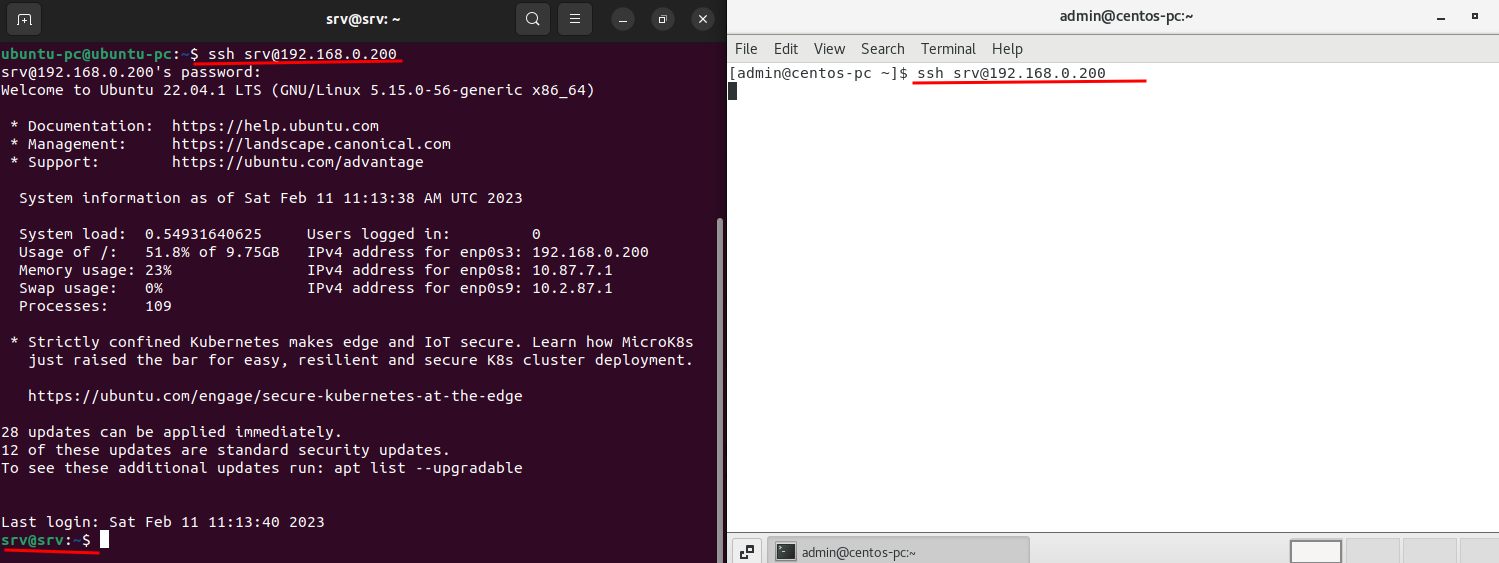 srv@srv: ~
ubuntu-pc@ubuntu-pc:~$ ssh srv@192.168.0.200
srv@192.168.0.200's password:
Welcome to Ubuntu 22.04.1 LTS (GNU/Linux 5.15.0-56-generic x86_64)
* Documentation:  https://help.ubuntu.com
* Management:     https://landscape.canonical.com
* Support:        https://ubuntu.com/advantage
System information as of Sat Feb 11 11:13:38 AM UTC 2023
System load:  0.54931640625     Users logged in:         0
Usage of /:   51.8% of 9.75GB   IPv4 address for enp0s3: 192.168.0.200
Memory usage: 23%               IPv4 address for enp0s8: 10.87.7.1
Swap usage:   0%                IPv4 address for enp0s9: 10.2.87.1
Processes:    109
* Strictly confined Kubernetes makes edge and IoT secure. Learn how MicroK8s
just raised the bar for easy, resilient and secure K8s cluster deployment.
https://ubuntu.com/engage/secure-kubernetes-at-the-edge
28 updates can be applied immediately.
12 of these updates are standard security updates.
To see these additional updates run: apt list --upgradable
Last login: Sat Feb 11 11:13:40 2023
srv@srv:~$
admin@centos-pc:~
File Edit View Search Terminal Help
[admin@centos-pc ~]$ ssh srv@192.168.0.200
admin@centos-pc:~